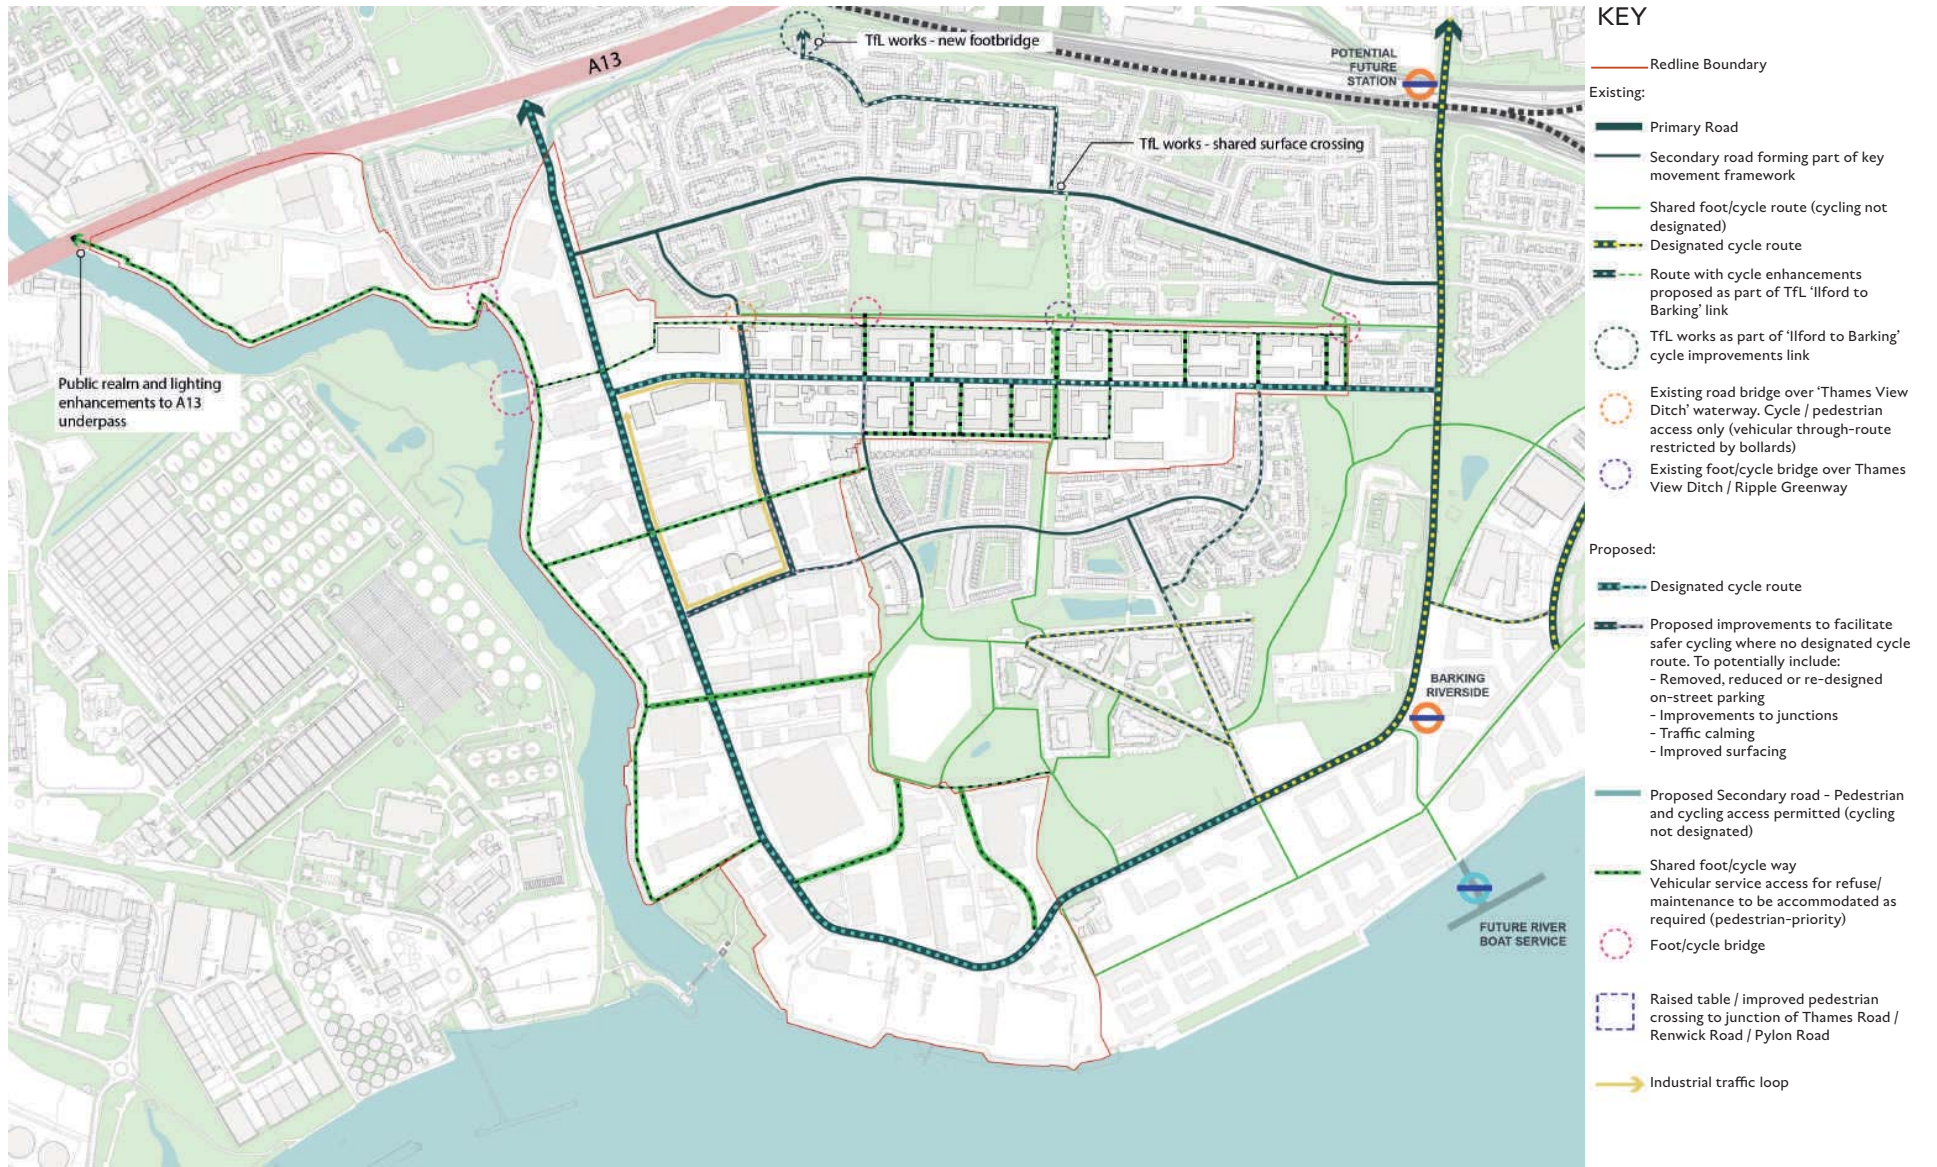 TfL works - new footbridge
A13
POTENTIAL
FUTURE
STATION
TfL works - shared surface crossing
Public realm and lighting
enhancements to A13
underpass
BARKING
RIVERSIDE
FUTURE RIVER
BOAT SERVICE
KEY
Redline Boundary
Existing:
Primary Road
Secondary road forming part of key
movement framework
Shared foot/cycle route (cycling not
designated)
Designated cycle route
Route with cycle enhancements
proposed as part of TfL ‘Ilford to
Barking’ link
TfL works as part of ‘Ilford to Barking’
cycle improvements link
Existing road bridge over ‘Thames View
Ditch’ waterway. Cycle / pedestrian
access only (vehicular through-route
restricted by bollards)
Existing foot/cycle bridge over Thames
View Ditch / Ripple Greenway
Proposed:
Designated cycle route
Proposed improvements to facilitate
safer cycling where no designated cycle
route. To potentially include:
- Removed, reduced or re-designed
on-street parking
- Improvements to junctions
- Traffic calming
- Improved surfacing
Proposed Secondary road - Pedestrian
and cycling access permitted (cycling
not designated)
Shared foot/cycle way
Vehicular service access for refuse/
maintenance to be accommodated as
required (pedestrian-priority)
Foot/cycle bridge
Raised table / improved pedestrian
crossing to junction of Thames Road /
Renwick Road / Pylon Road
Industrial traffic loop